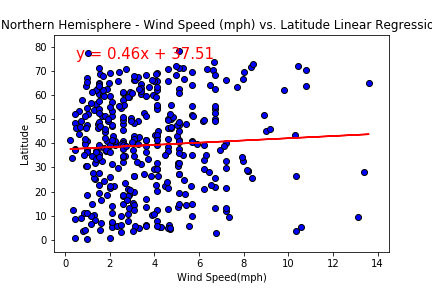 Northern Hemisphere - Wind Speed (mph) vs. Latitude Linear Regressio
y = 0.46x + 37.51
80
70
60
50
40
30
20
10
0
Latitude
0 2 4 6 8 10 12 14
Wind Speed(mph)